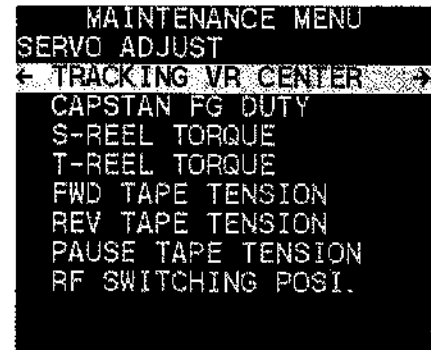 MAINTENANCE MENU
SERVO ADJUST
← TRACKING VR CENTER →
CAPSTAN FG DUTY
S-REEL TORQUE
T-REEL TORQUE
FWD TAPE TENSION
REV TAPE TENSION
PAUSE TAPE TENSION
RF SWITCHING POSI.